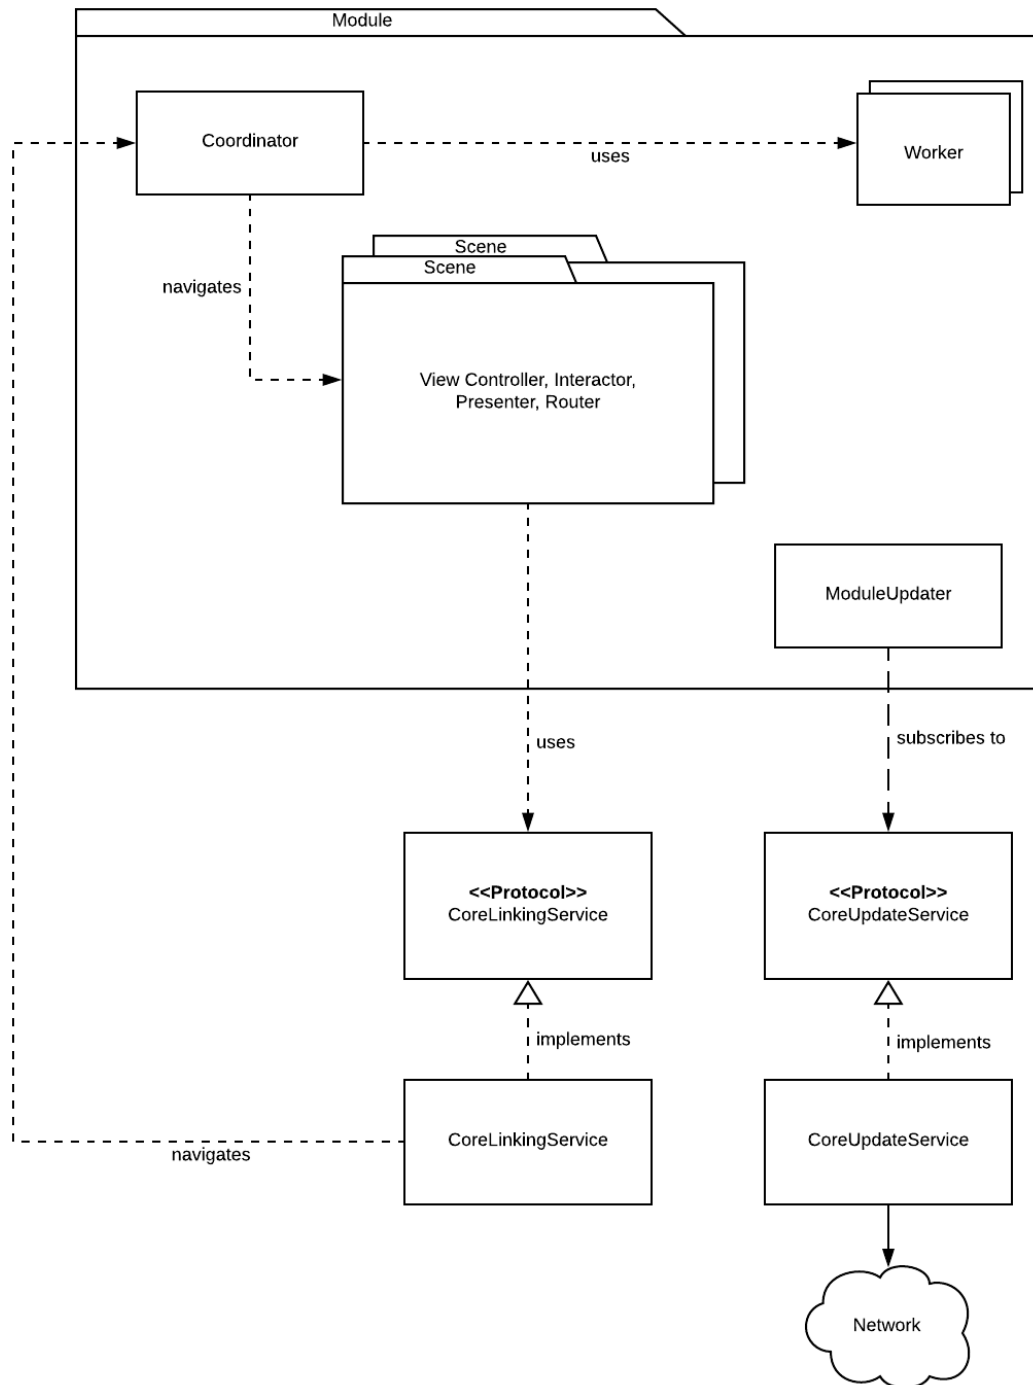 Module
Coordinator
uses
Worker
Scene
Scene
navigates
View Controller, Interactor,
Presenter, Router
ModuleUpdater
uses
subscribes to
<<Protocol>>
CoreLinkingService
<<Protocol>>
CoreUpdateService
implements
implements
CoreLinkingService
CoreUpdateService
navigates
Network